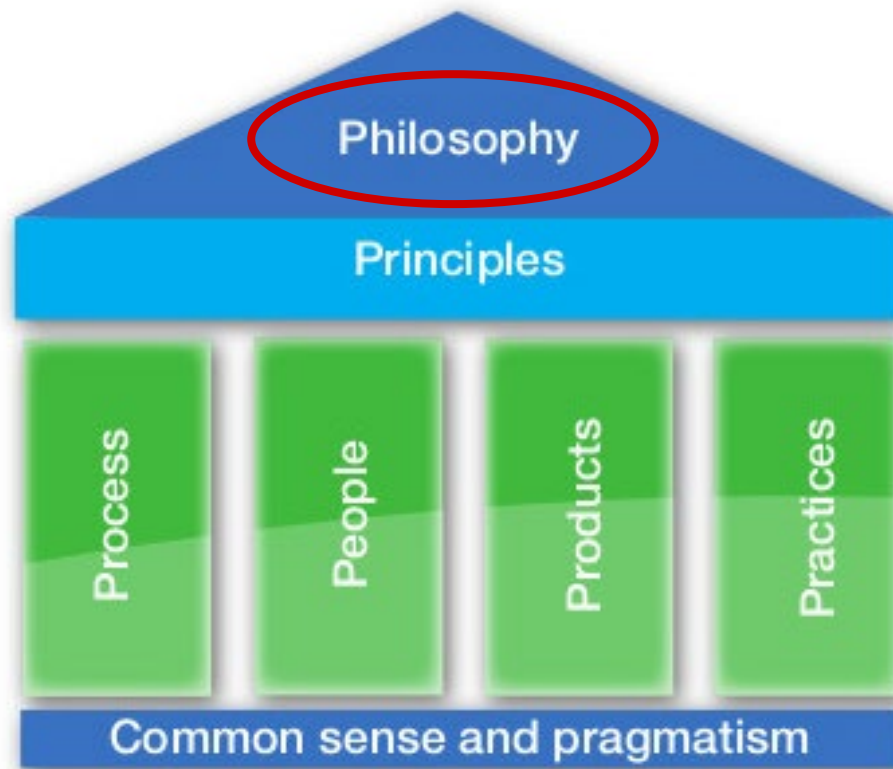 Philosophy
Principles
Process
People
Products
Practices
Common sense and pragmatism